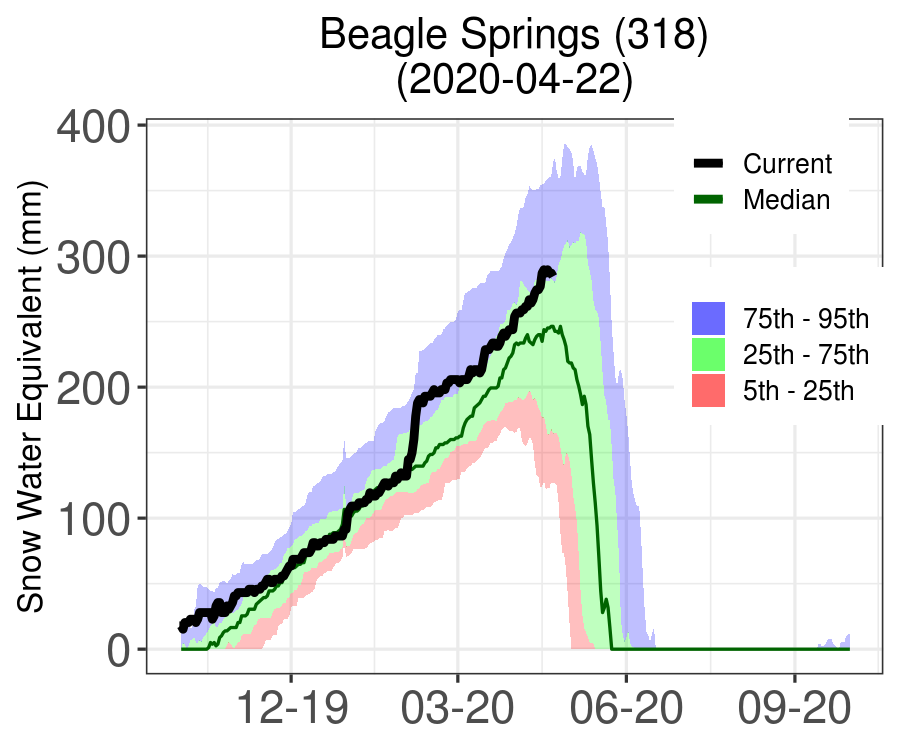 Beagle Springs (318)
(2020-04-22)
Snow Water Equivalent (mm)
400
300
200
100
0
12-19
03-20
06-20
09-20
Current
Median
75th - 95th
25th - 75th
5th - 25th